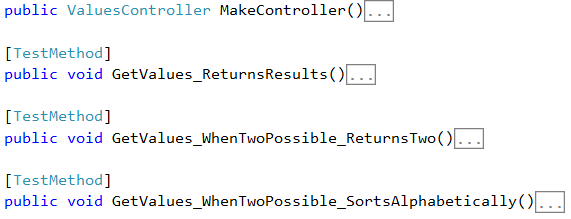 public ValuesController MakeController()...
[TestMethod]
public void GetValues_ReturnsResults()...
[TestMethod]
public void GetValues_WhenTwoPossible_ReturnsTwo()...
[TestMethod]
public void GetValues_WhenTwoPossible_SortsAlphabetically()...